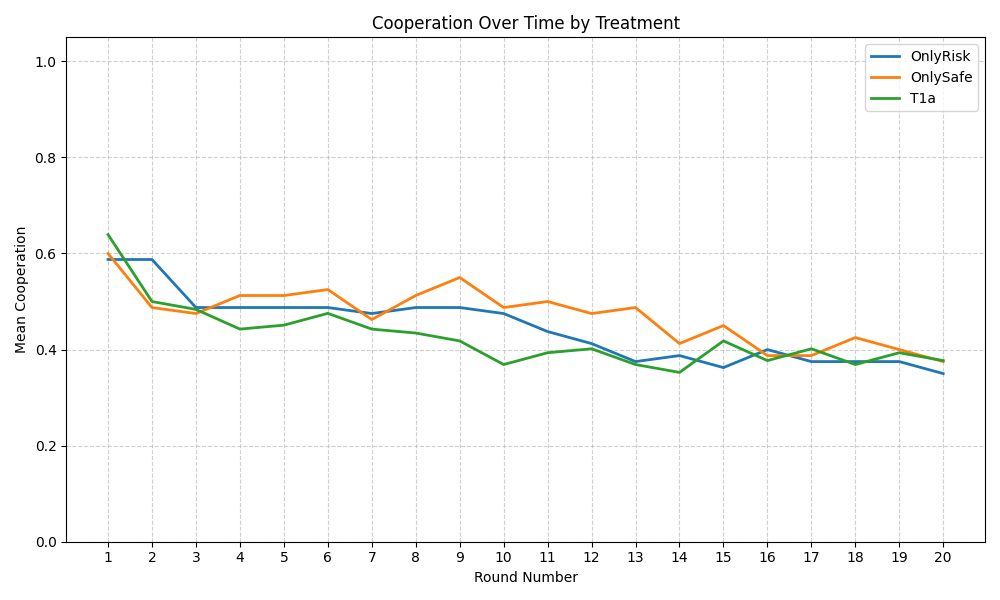 Cooperation Over Time by Treatment
OnlyRisk
OnlySafe
T1a
Mean Cooperation
1.0
0.8
0.6
0.4
0.2
0.0
1 2 3 4 5 6 7 8 9 10 11 12 13 14 15 16 17 18 19 20
Round Number